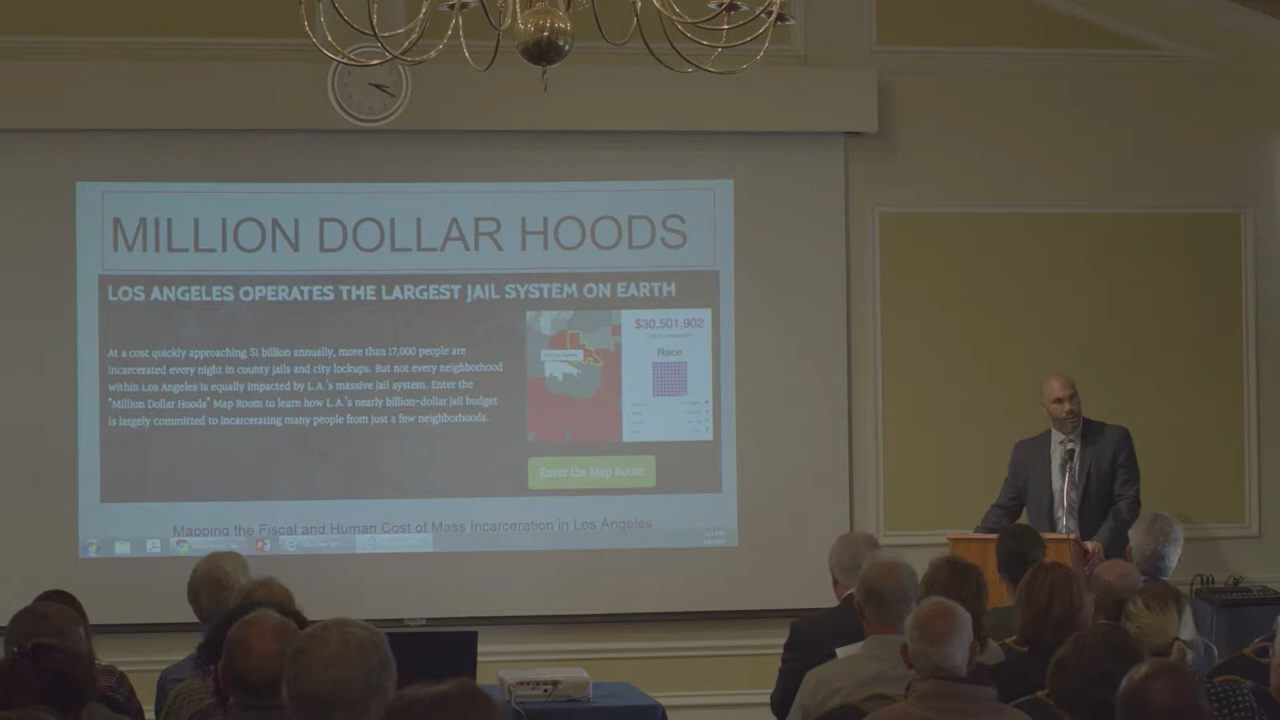 MILLION DOLLAR HOODS
LOS ANGELES OPERATES THE LARGEST JAIL SYSTEM ON EARTH
At a cost quickly approaching $1 billion annually, more than 17,000 people are
incarcerated every night in county jails and city lockups. But not every neighborhood
within Los Angeles is equally impacted by L.A.'s massive jail system. Enter the
"Million Dollar Hoods" Map Room to learn how L.A.'s nearly billion-dollar jail budget
is largely committed to incarcerating many people from just a few neighborhoods.
$30,501,902
Race
Enter the Map Room
Mapping the Fiscal and Human Cost of Mass Incarceration in Los Angeles